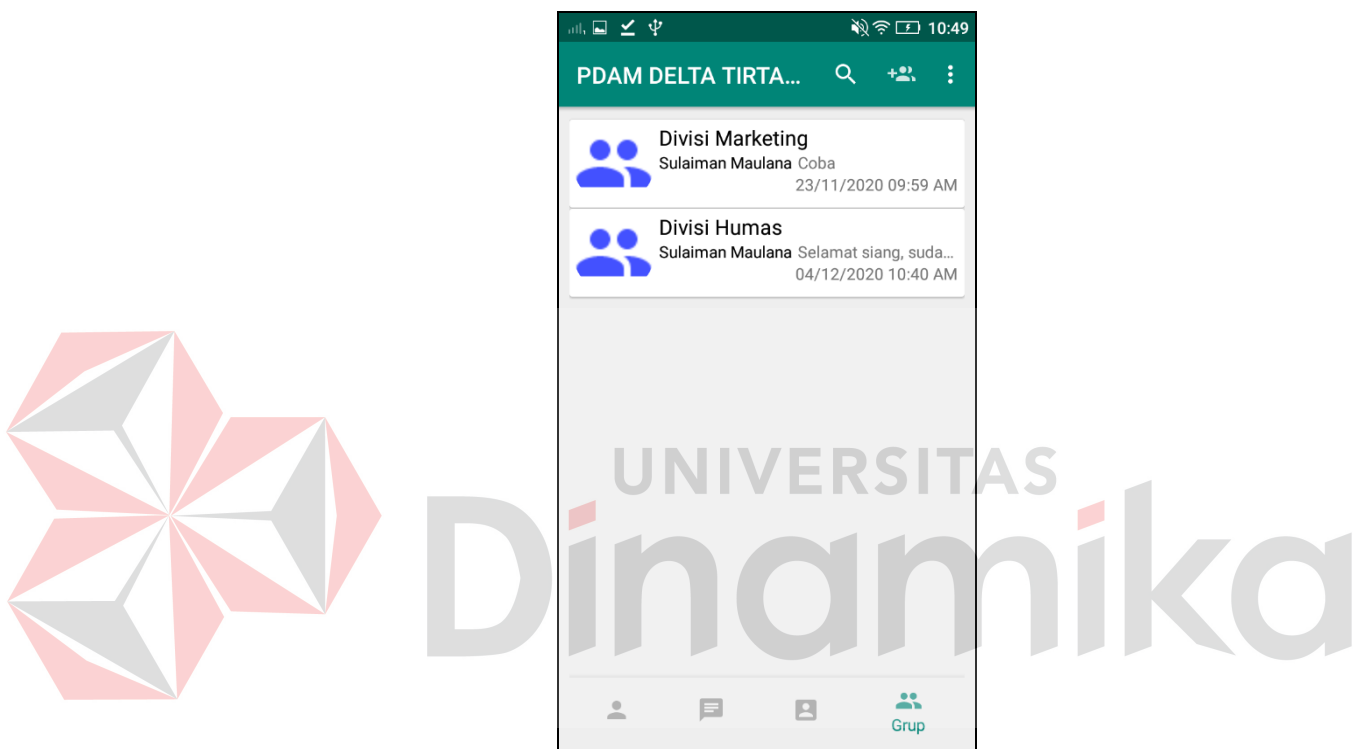 10:49
PDAM DELTA TIRTA...
Divisi Marketing
Sulaiman Maulana Coba
23/11/2020 09:59 AM
Divisi Humas
Sulaiman Maulana Selamat siang, suda...
04/12/2020 10:40 AM
UNIVERSITAS
Dinamika
Grup